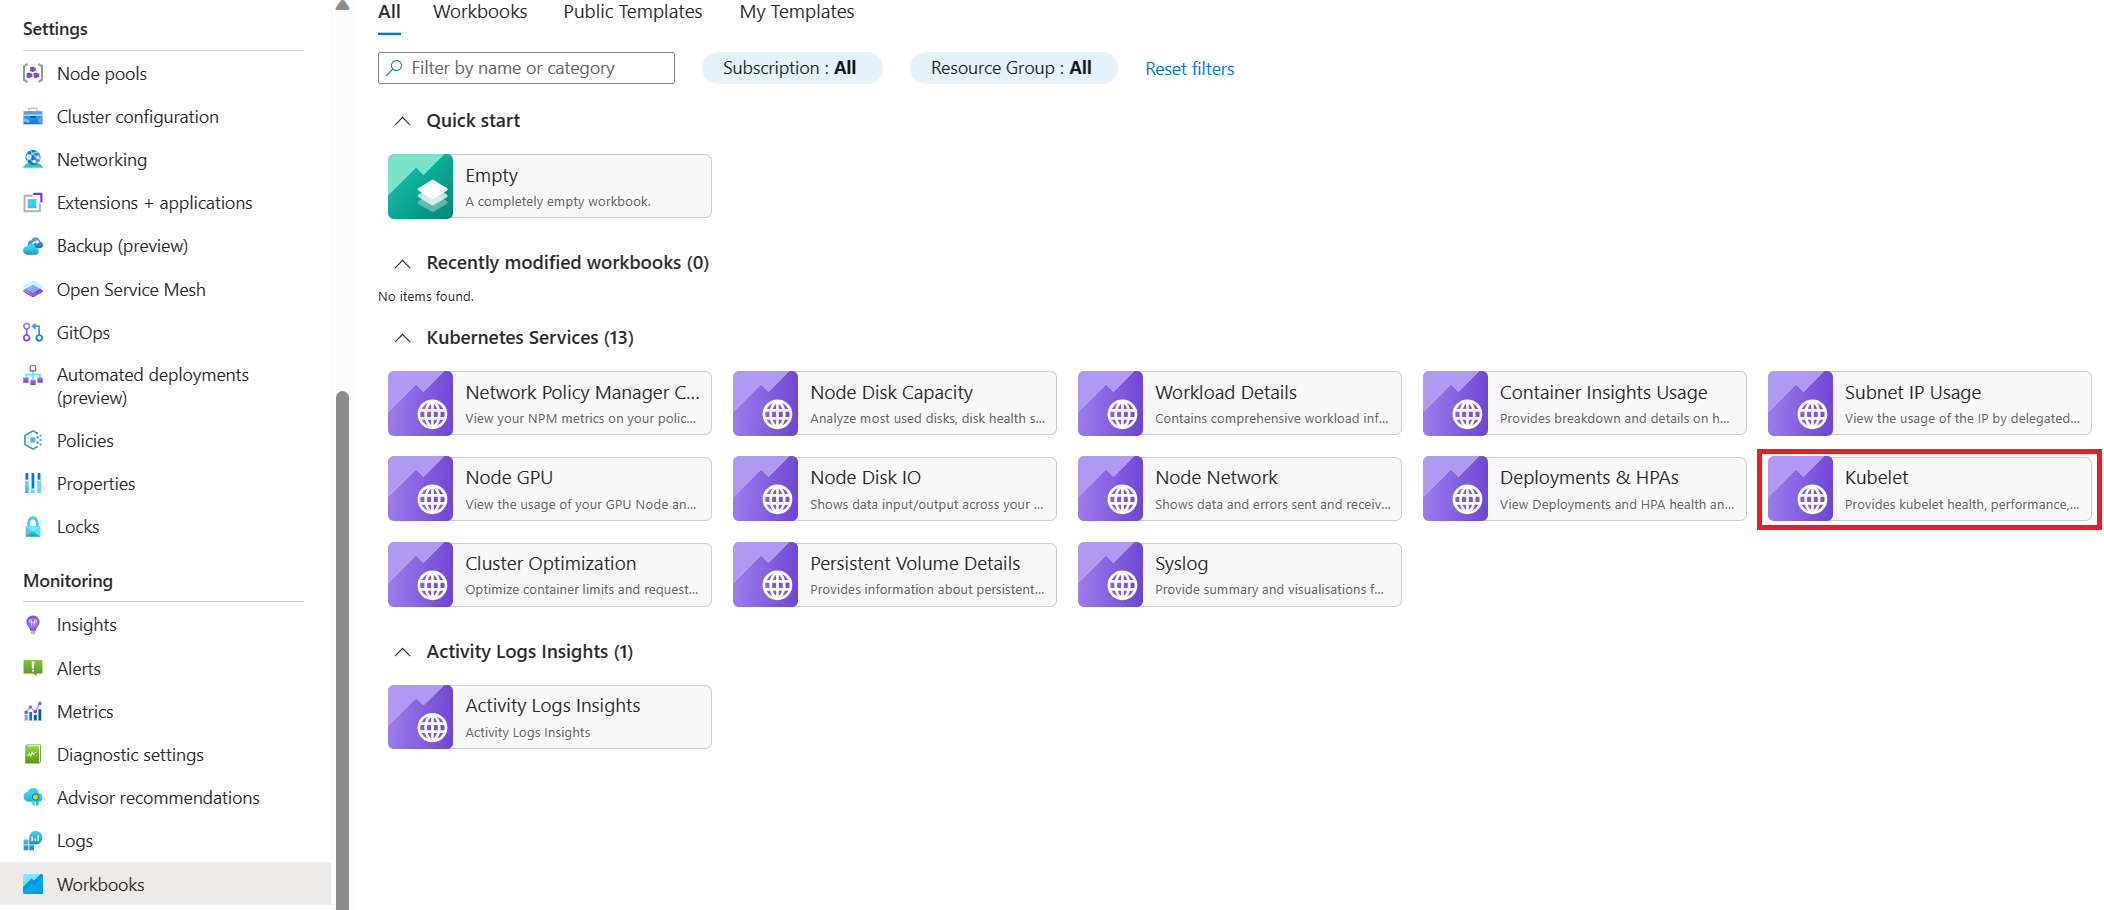 Settings
Node pools
Cluster configuration
Networking
Extensions + applications
Backup (preview)
Open Service Mesh
GitOps
Automated deployments
(preview)
Policies
Properties
Locks
Monitoring
Insights
Alerts
Metrics
Diagnostic settings
Advisor recommendations
Logs
Workbooks
All Workbooks Public Templates My Templates
Filter by name or category Subscription : All Resource Group : All Reset filters
Quick start
Empty
A completely empty workbook.
Recently modified workbooks (0)
No items found.
Kubernetes Services (13)
Network Policy Manager C...
View your NPM metrics on your polic...
Node Disk Capacity
Analyze most used disks, disk health s...
Workload Details
Contains comprehensive workload inf...
Container Insights Usage
Provides breakdown and details on h...
Subnet IP Usage
View the usage of the IP by delegated...
Node GPU
View the usage of your GPU Node an...
Node Disk IO
Shows data input/output across your ...
Node Network
Shows data and errors sent and receiv...
Deployments & HPAs
View Deployments and HPA health an...
Kubelet
Provides kubelet health, performance,...
Cluster Optimization
Optimize container limits and request...
Persistent Volume Details
Provides information about persistent...
Syslog
Provide summary and visualisations f...
Activity Logs Insights (1)
Activity Logs Insights
Activity Logs Insights